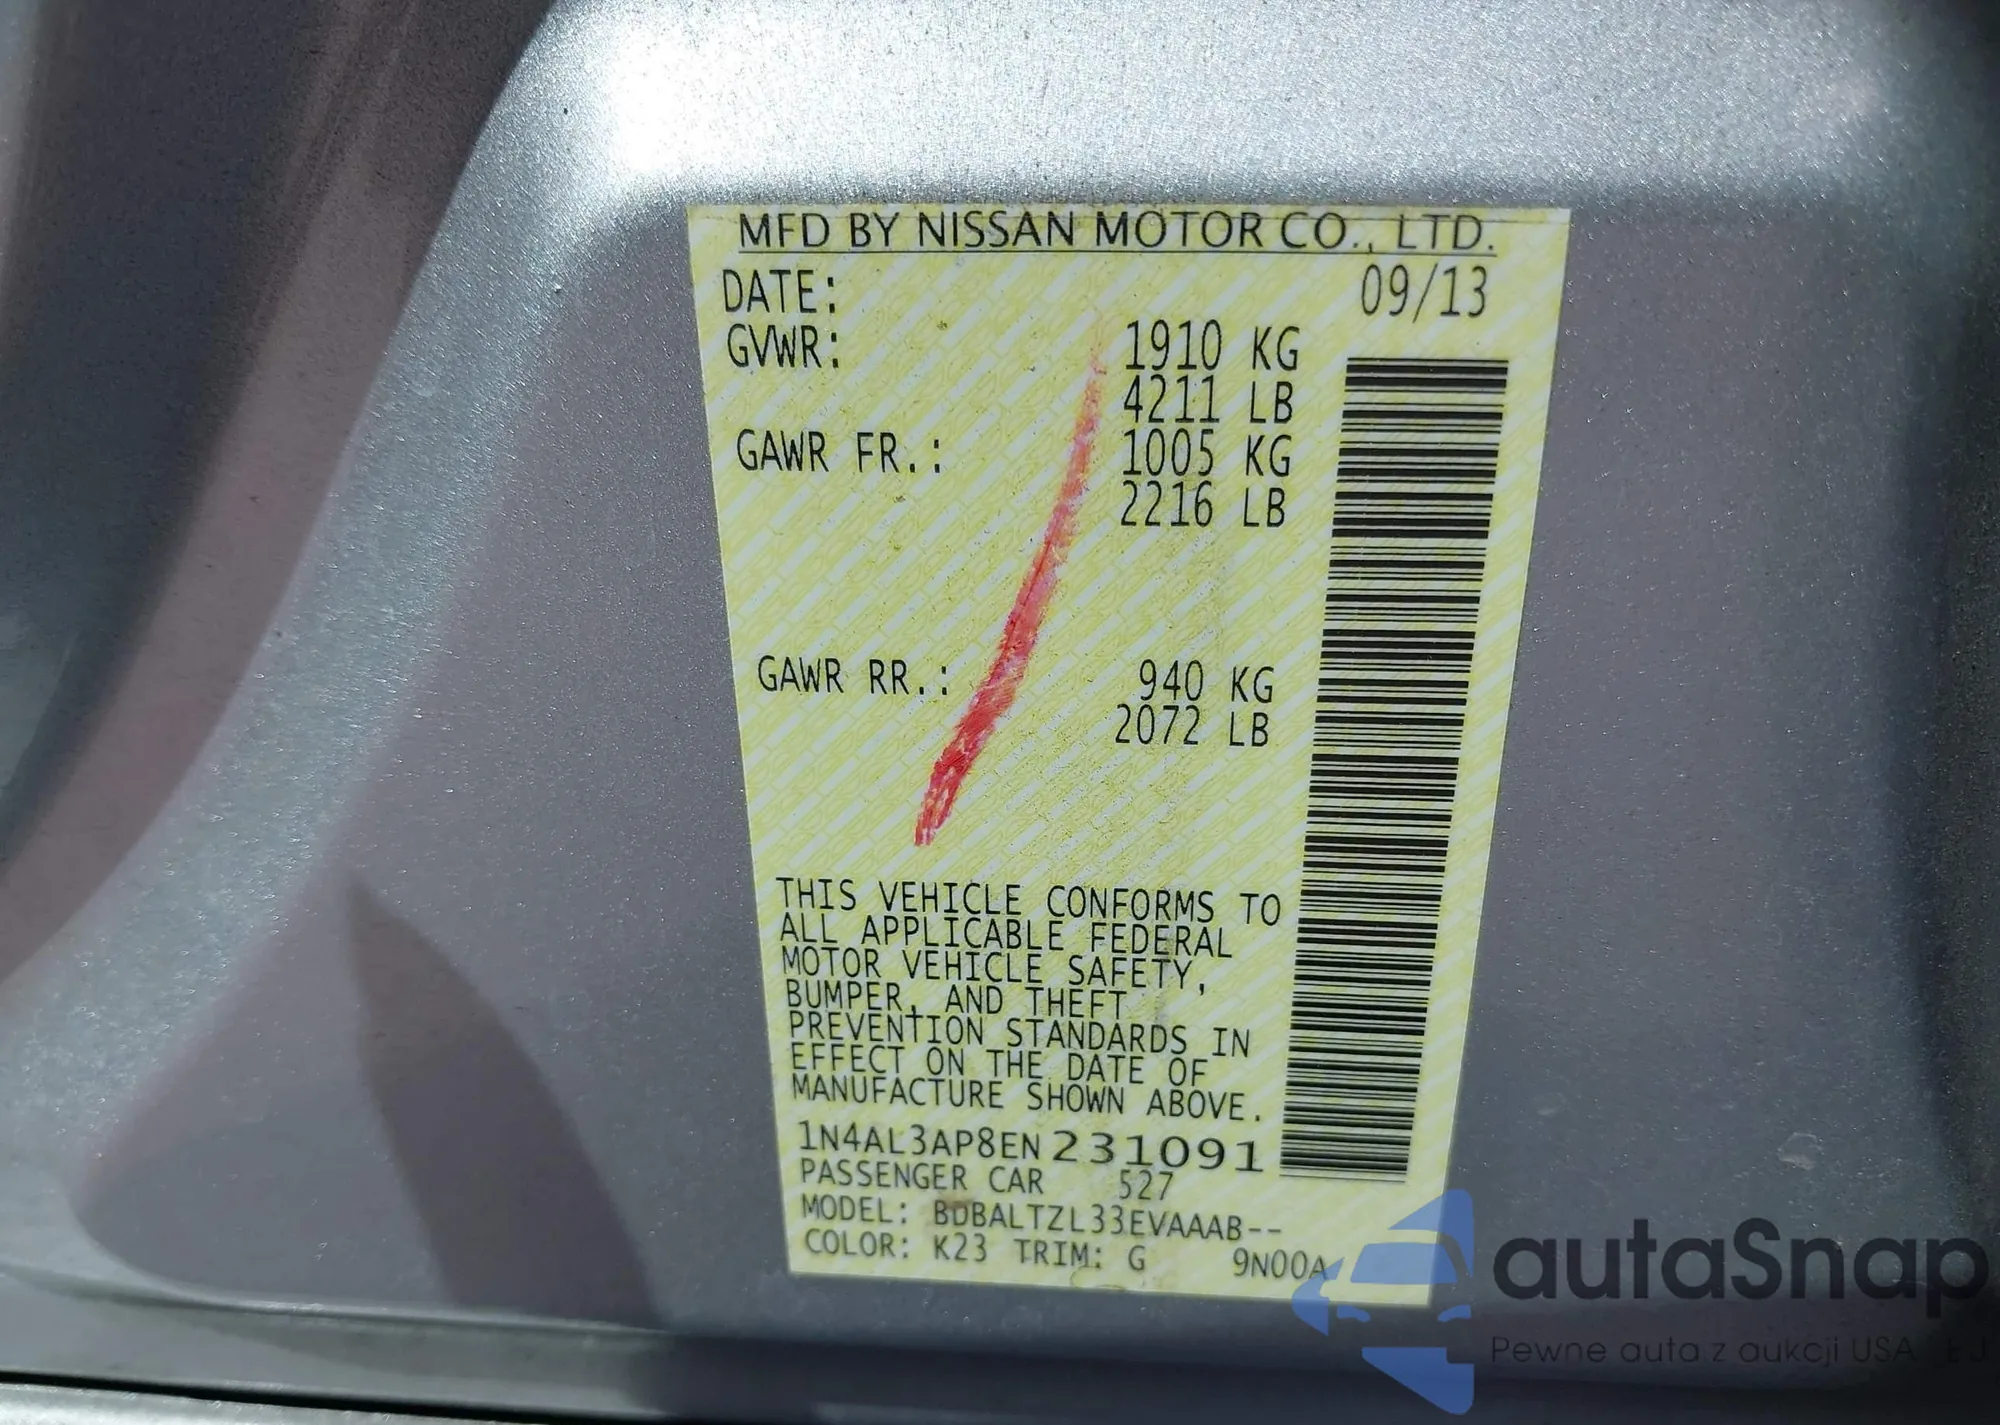 MFD BY NISSAN MOTOR CO., LTD.
DATE: 09/13
GVWR: 1910 KG
4211 LB
GAWR FR.: 1005 KG
2216 LB
GAWR RR.: 940 KG
2072 LB
THIS VEHICLE CONFORMS TO
ALL APPLICABLE FEDERAL
MOTOR VEHICLE SAFETY,
BUMPER, AND THEFT
PREVENTION STANDARDS IN
EFFECT ON THE DATE OF
MANUFACTURE SHOWN ABOVE.
1N4AL3AP8EN231091
PASSENGER CAR 527
MODEL: BDBALTZL33EVAAAB--
COLOR: K23 TRIM: G 9N00A
autaSnap
Pewne auta z aukcji USA i EU